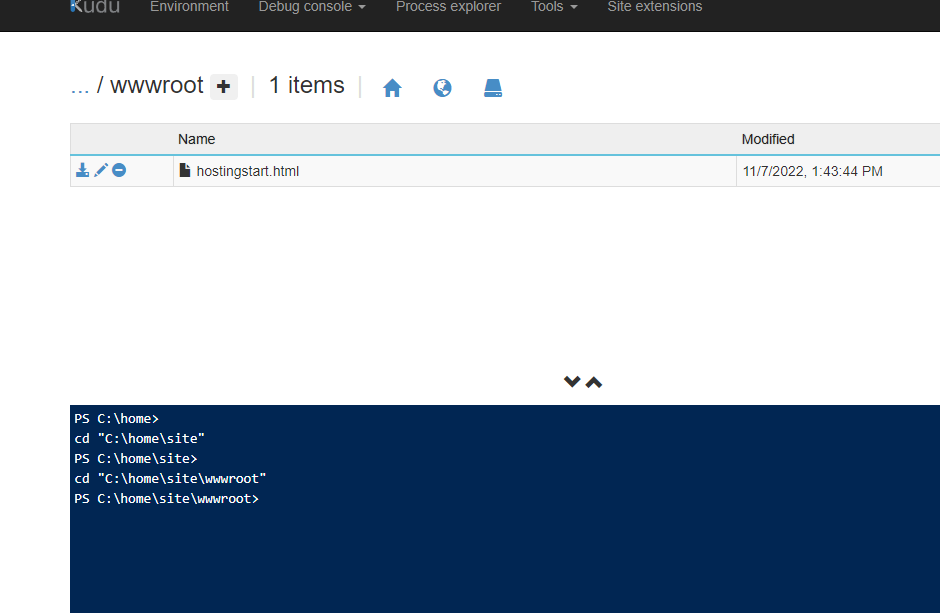 Kudu Environment Debug console Process explorer Tools Site extensions
... / wwwroot + | 1 items |
Name Modified
hostingstart.html 11/7/2022, 1:43:44 PM
PS C:\home>
cd "C:\home\site"
PS C:\home\site>
cd "C:\home\site\wwwroot"
PS C:\home\site\wwwroot>